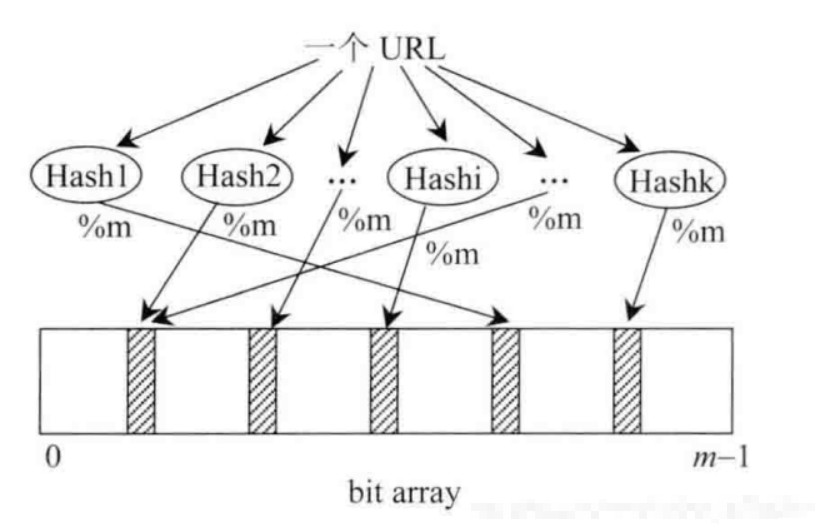 一个 URL
Hash1 Hash2 ... Hashi ... Hashk
%m %m %m %m %m %m
0 m–1
bit array